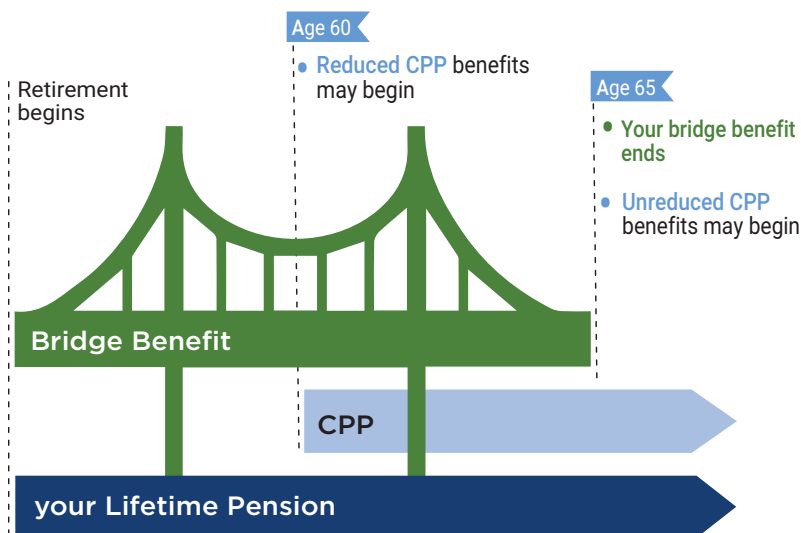 Retirement
begins
Age 60
• Reduced CPP benefits
may begin
Age 65
• Your bridge benefit
ends
• Unreduced CPP
benefits may begin
Bridge Benefit
CPP
your Lifetime Pension